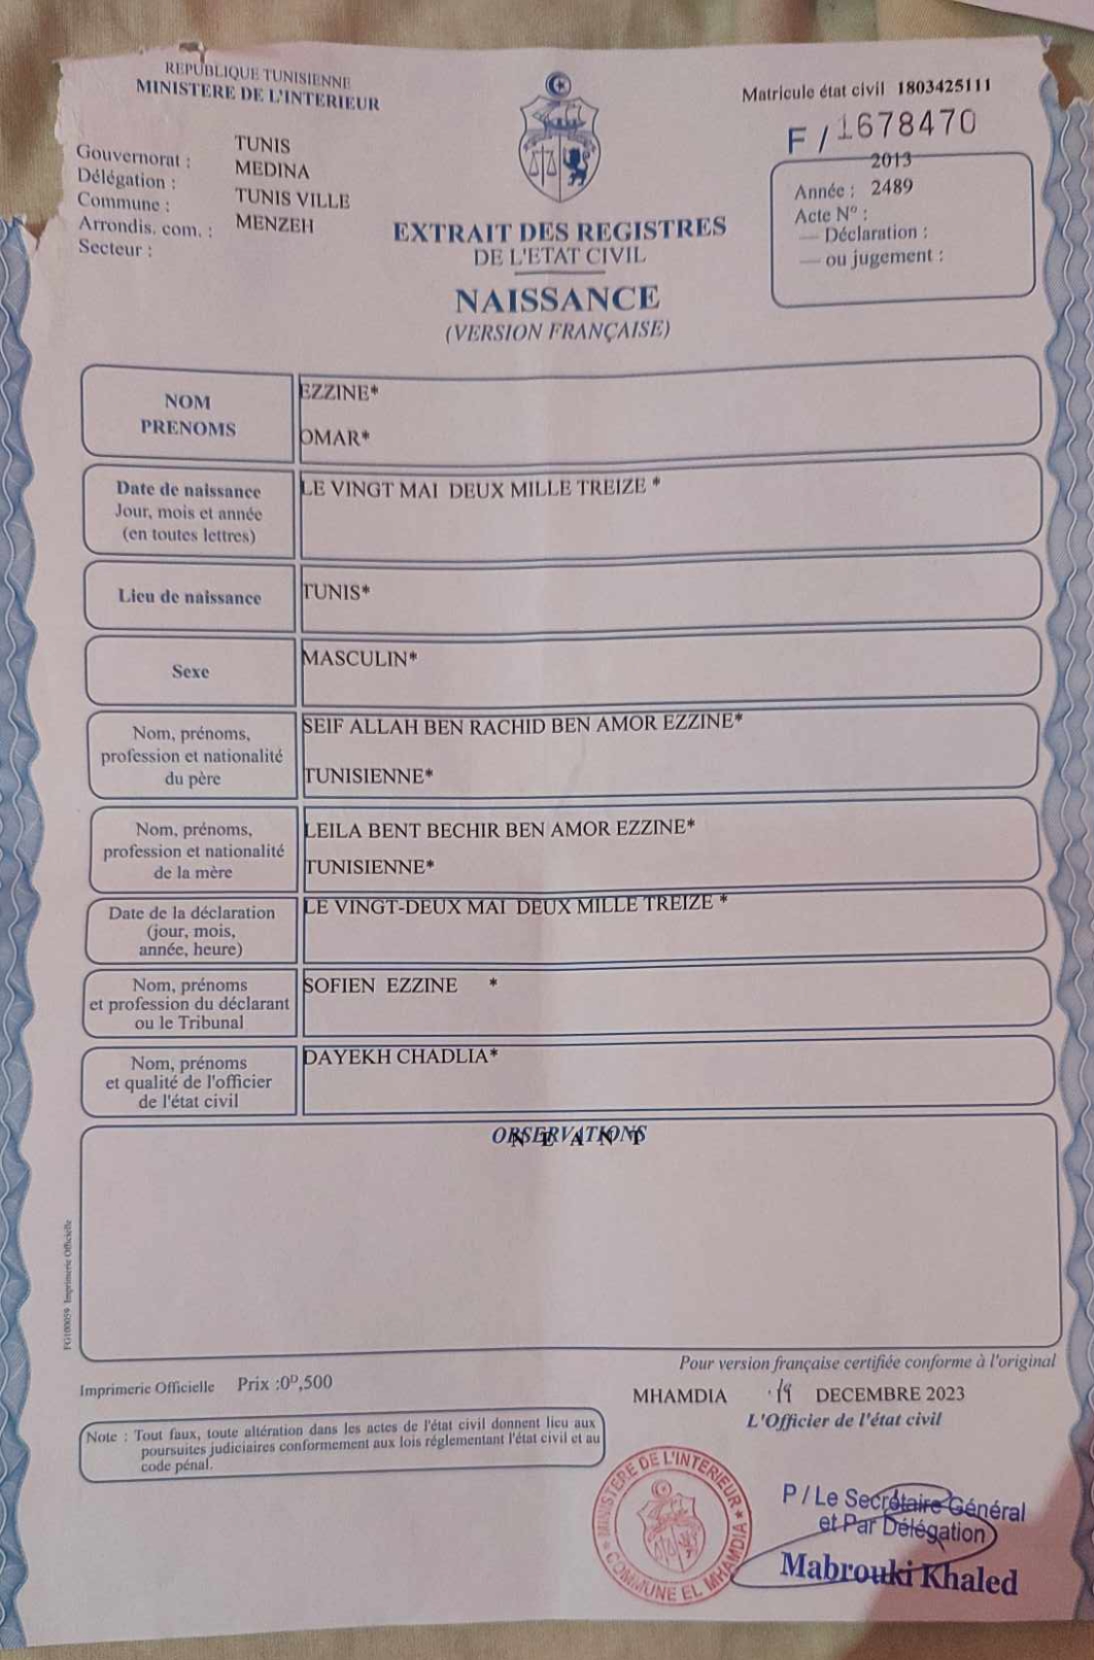 REPUBLIQUE TUNISIENNE
MINISTERE DE L'INTERIEUR
Matricule état civil 1803425111
F / 1678470
Gouvernorat : TUNIS
Délégation : MEDINA
Commune : TUNIS VILLE
Arrondis. com. : MENZEH
Secteur :
2013
Année : 2489
Acte N° :
— Déclaration :
— ou jugement :
EXTRAIT DES REGISTRES
DE L'ETAT CIVIL
NAISSANCE
(VERSION FRANÇAISE)
NOM EZZINE*
PRENOMS OMAR*
Date de naissance LE VINGT MAI DEUX MILLE TREIZE *
Jour, mois et année
(en toutes lettres)
Lieu de naissance TUNIS*
Sexe MASCULIN*
Nom, prénoms, SEIF ALLAH BEN RACHID BEN AMOR EZZINE*
profession et nationalité
du père TUNISIENNE*
Nom, prénoms, LEILA BENT BECHIR BEN AMOR EZZINE*
profession et nationalité
de la mère TUNISIENNE*
Date de la déclaration LE VINGT-DEUX MAI DEUX MILLE TREIZE *
(jour, mois,
année, heure)
Nom, prénoms SOFIEN EZZINE *
et profession du déclarant
ou le Tribunal
Nom, prénoms DAYEKH CHADLIA*
et qualité de l'officier
de l'état civil
OBSERVATIONS
N E A N T
FG100059 Imprimerie Officielle
Pour version française certifiée conforme à l'original
Imprimerie Officielle Prix :0ᴰ,500
MHAMDIA 19 DECEMBRE 2023
L'Officier de l'état civil
Note : Tout faux, toute altération dans les actes de l'état civil donnent lieu aux
poursuites judiciaires conformement aux lois réglementant l'état civil et au
code pénal.
* MINISTERE DE L'INTERIEUR *
COMMUNE EL MHAMDIA
P / Le Secrétaire Général
et Par Délégation
Mabrouki Khaled